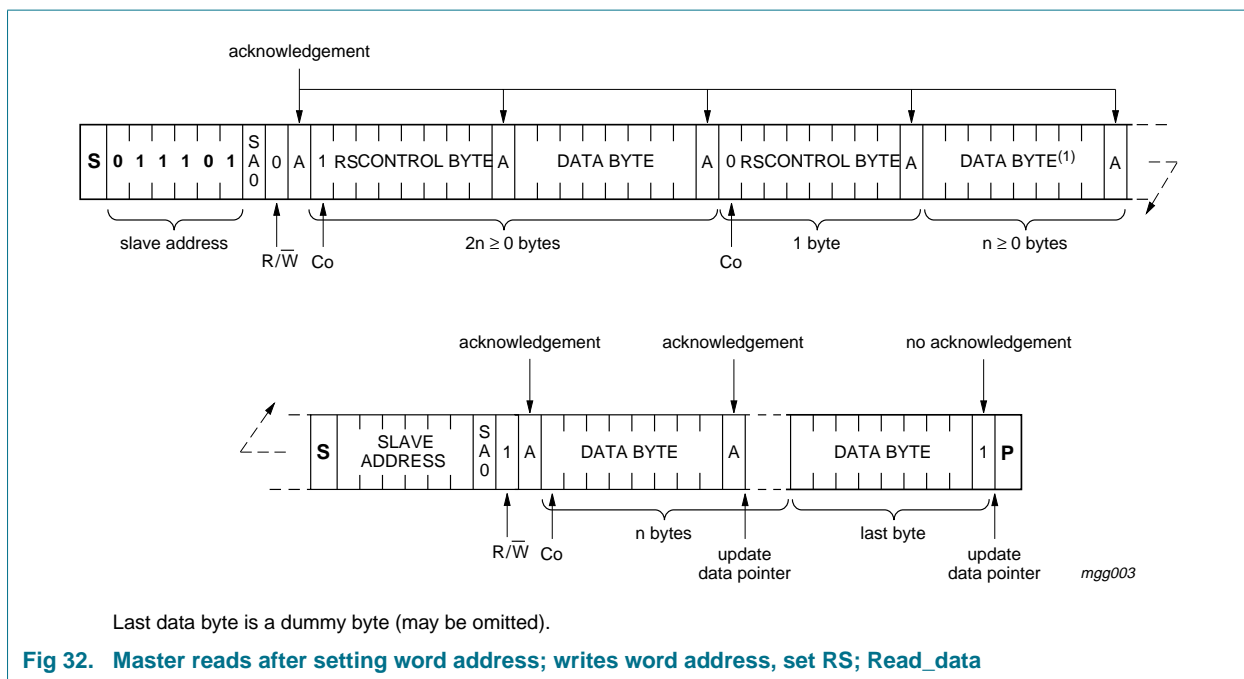 acknowledgement
S 0 1 1 1 0 1 SA0 0 A 1 RS CONTROL BYTE A DATA BYTE A 0 RS CONTROL BYTE A DATA BYTE(1) A
slave address 2n ≥ 0 bytes 1 byte n ≥ 0 bytes
R/W̅ Co Co
acknowledgement acknowledgement no acknowledgement
S SLAVE ADDRESS SA0 1 A DATA BYTE A DATA BYTE 1 P
n bytes last byte
R/W̅ Co update data pointer update data pointer mgg003
Last data byte is a dummy byte (may be omitted).
Fig 32. Master reads after setting word address; writes word address, set RS; Read_data